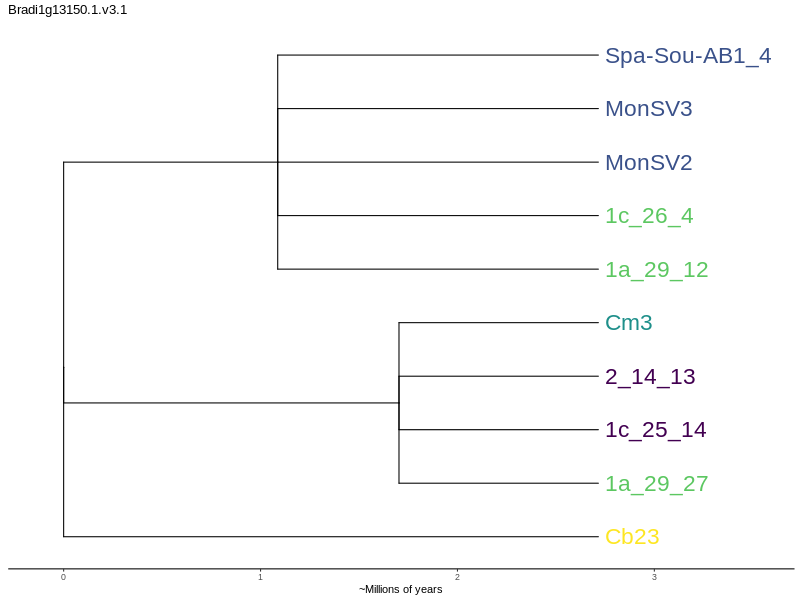 Bradi1g13150.1.v3.1
Spa-Sou-AB1_4
MonSV3
MonSV2
1c_26_4
1a_29_12
Cm3
2_14_13
1c_25_14
1a_29_27
Cb23
0 1 2 3
~Millions of years